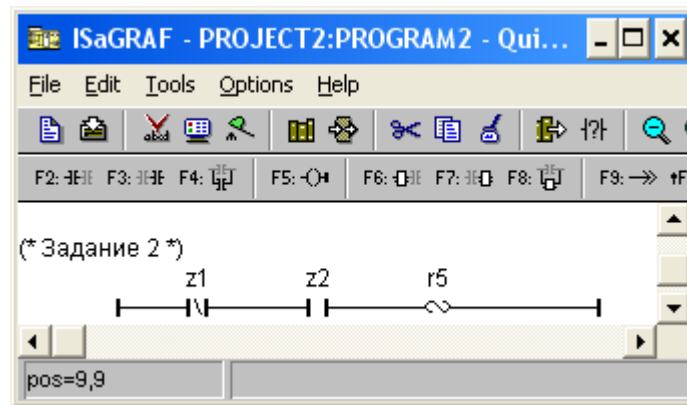 ISaGRAF - PROJECT2:PROGRAM2 - Qui...
File Edit Tools Options Help
F2: F3: F4: F5: F6: F7: F8: F9:
(* Задание 2 *)
z1 z2 r5
pos=9,9